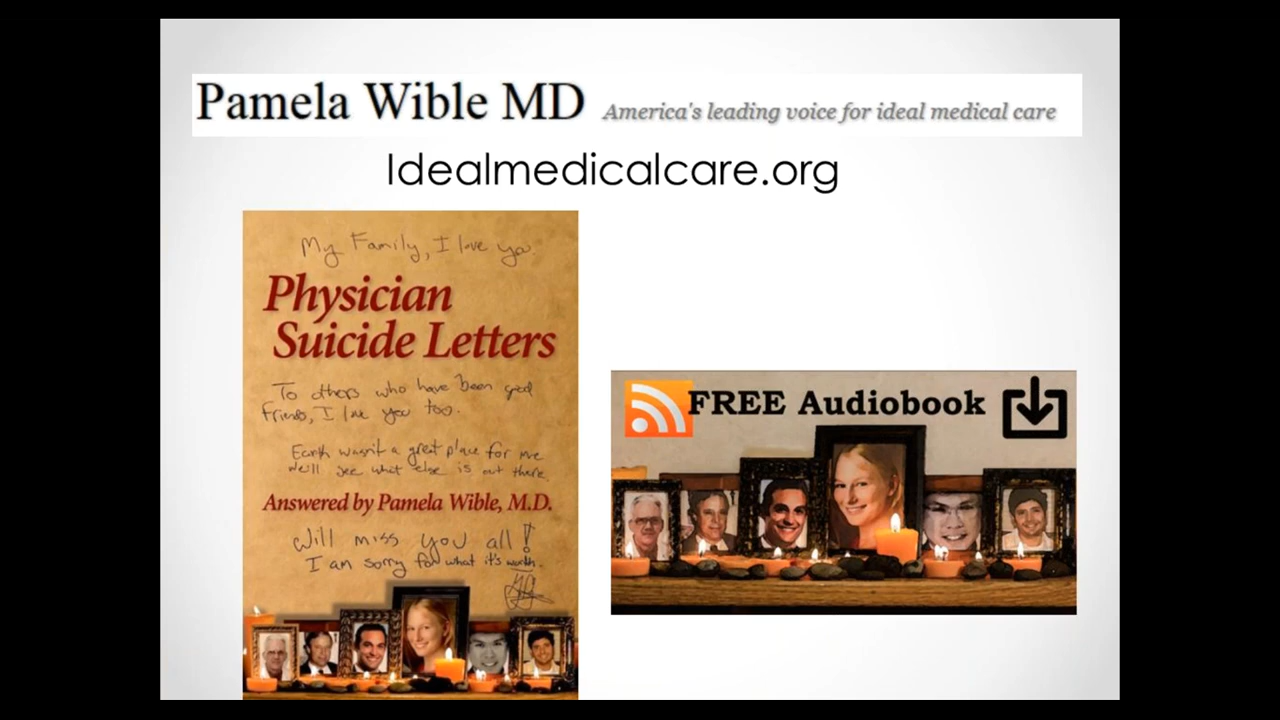 Pamela Wible MD America's leading voice for ideal medical care
Idealmedicalcare.org
My Family, I love you.
Physician
Suicide Letters
To others who have been good
friends, I love you too.
Earth wasn't a great place for me
we'll see what else is out there.
Answered by Pamela Wible, M.D.
Will miss you all!
I am sorry for what it's worth.
FREE Audiobook